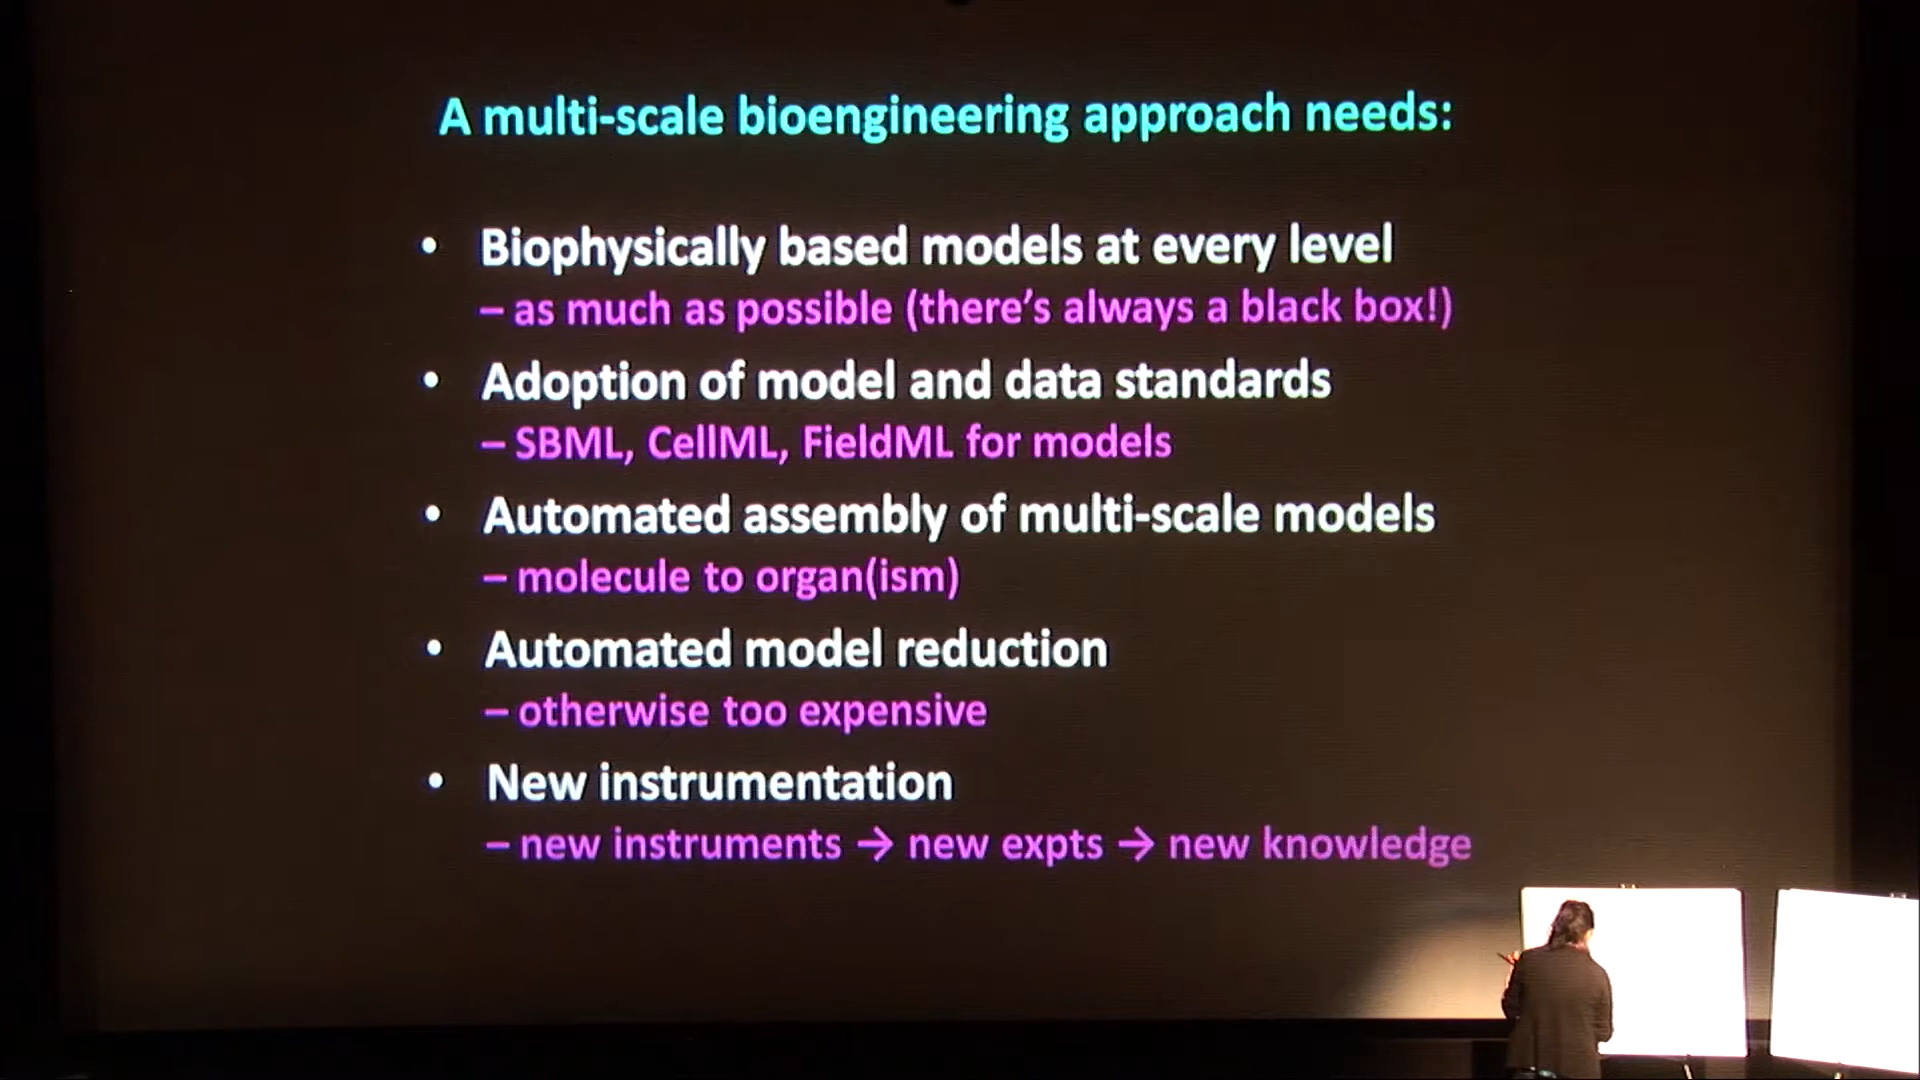 A multi-scale bioengineering approach needs:
• Biophysically based models at every level
– as much as possible (there’s always a black box!)
• Adoption of model and data standards
– SBML, CellML, FieldML for models
• Automated assembly of multi-scale models
– molecule to organ(ism)
• Automated model reduction
– otherwise too expensive
• New instrumentation
– new instruments → new expts → new knowledge